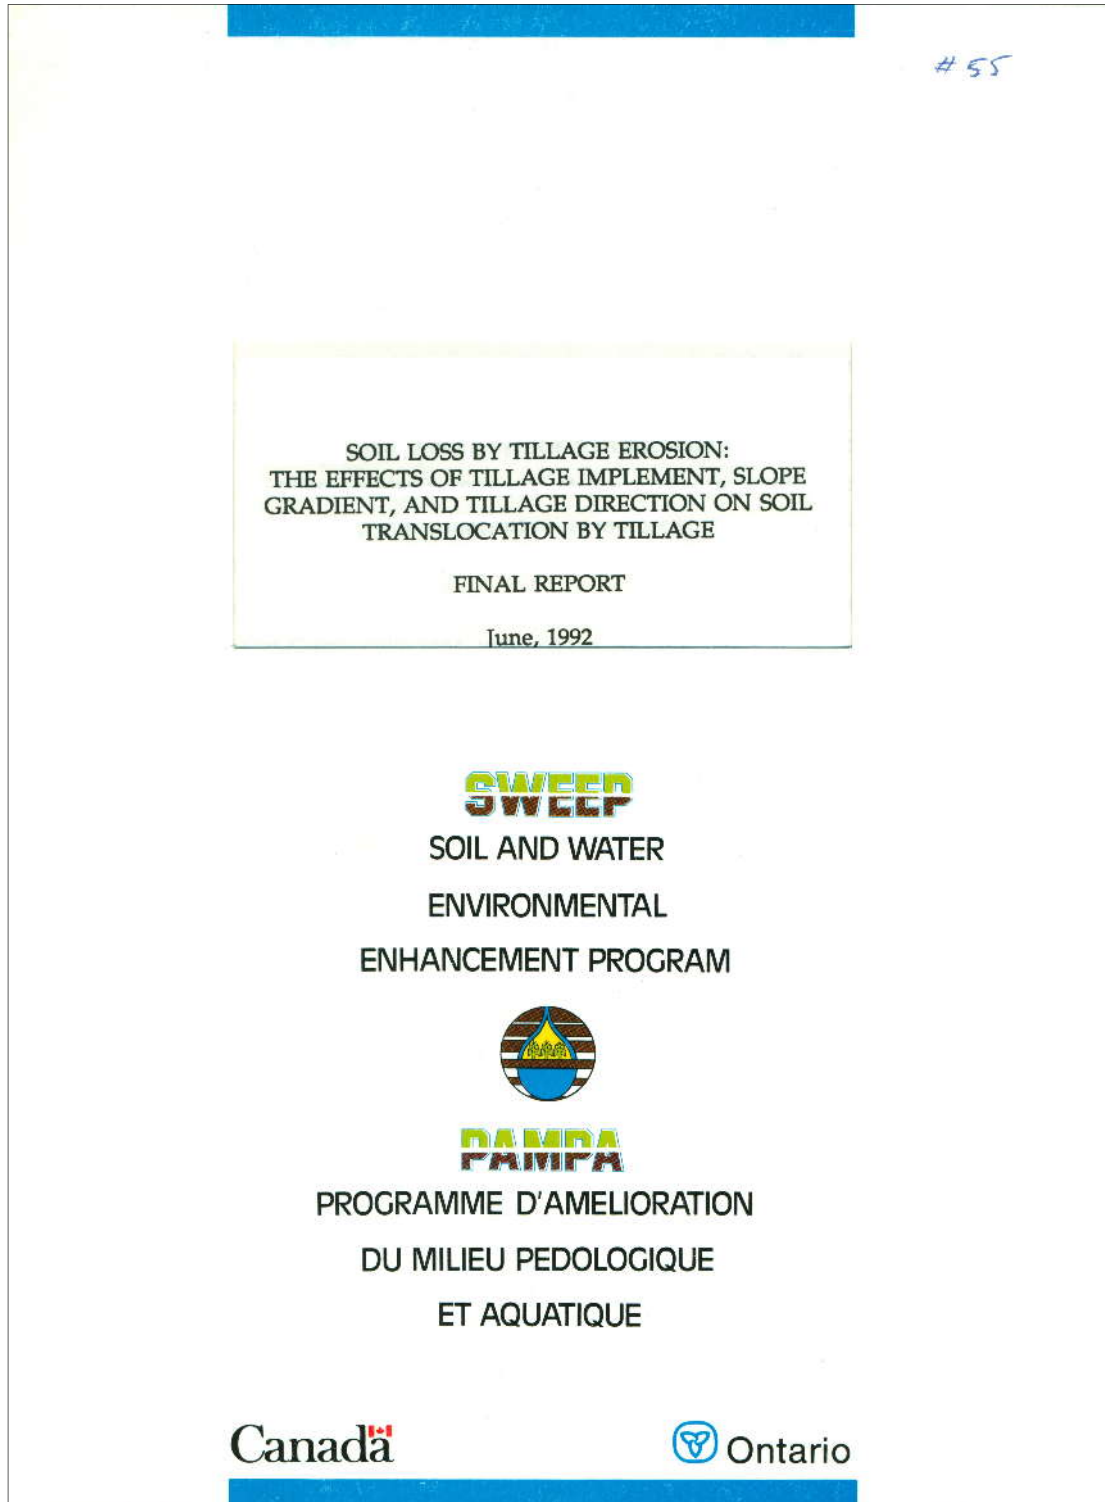 # 55
SOIL LOSS BY TILLAGE EROSION:
THE EFFECTS OF TILLAGE IMPLEMENT, SLOPE
GRADIENT, AND TILLAGE DIRECTION ON SOIL
TRANSLOCATION BY TILLAGE
FINAL REPORT
June, 1992
SWEEP
SOIL AND WATER
ENVIRONMENTAL
ENHANCEMENT PROGRAM
PAMPA
PROGRAMME D'AMELIORATION
DU MILIEU PEDOLOGIQUE
ET AQUATIQUE
Canada
Ontario